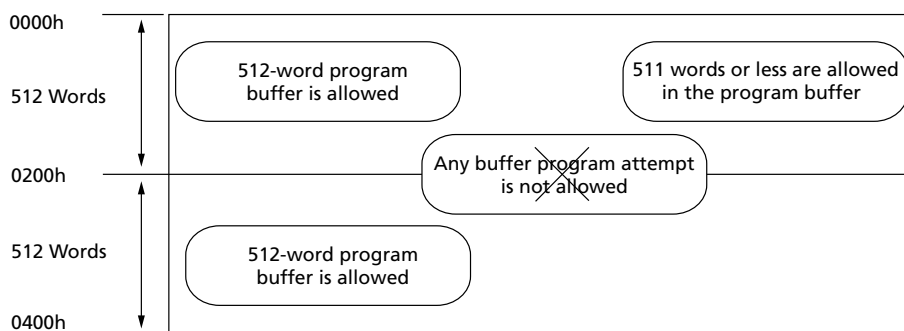 0000h
512 Words
512-word program
buffer is allowed
511 words or less are allowed
in the program buffer
Any buffer program attempt
is not allowed
0200h
512 Words
512-word program
buffer is allowed
0400h